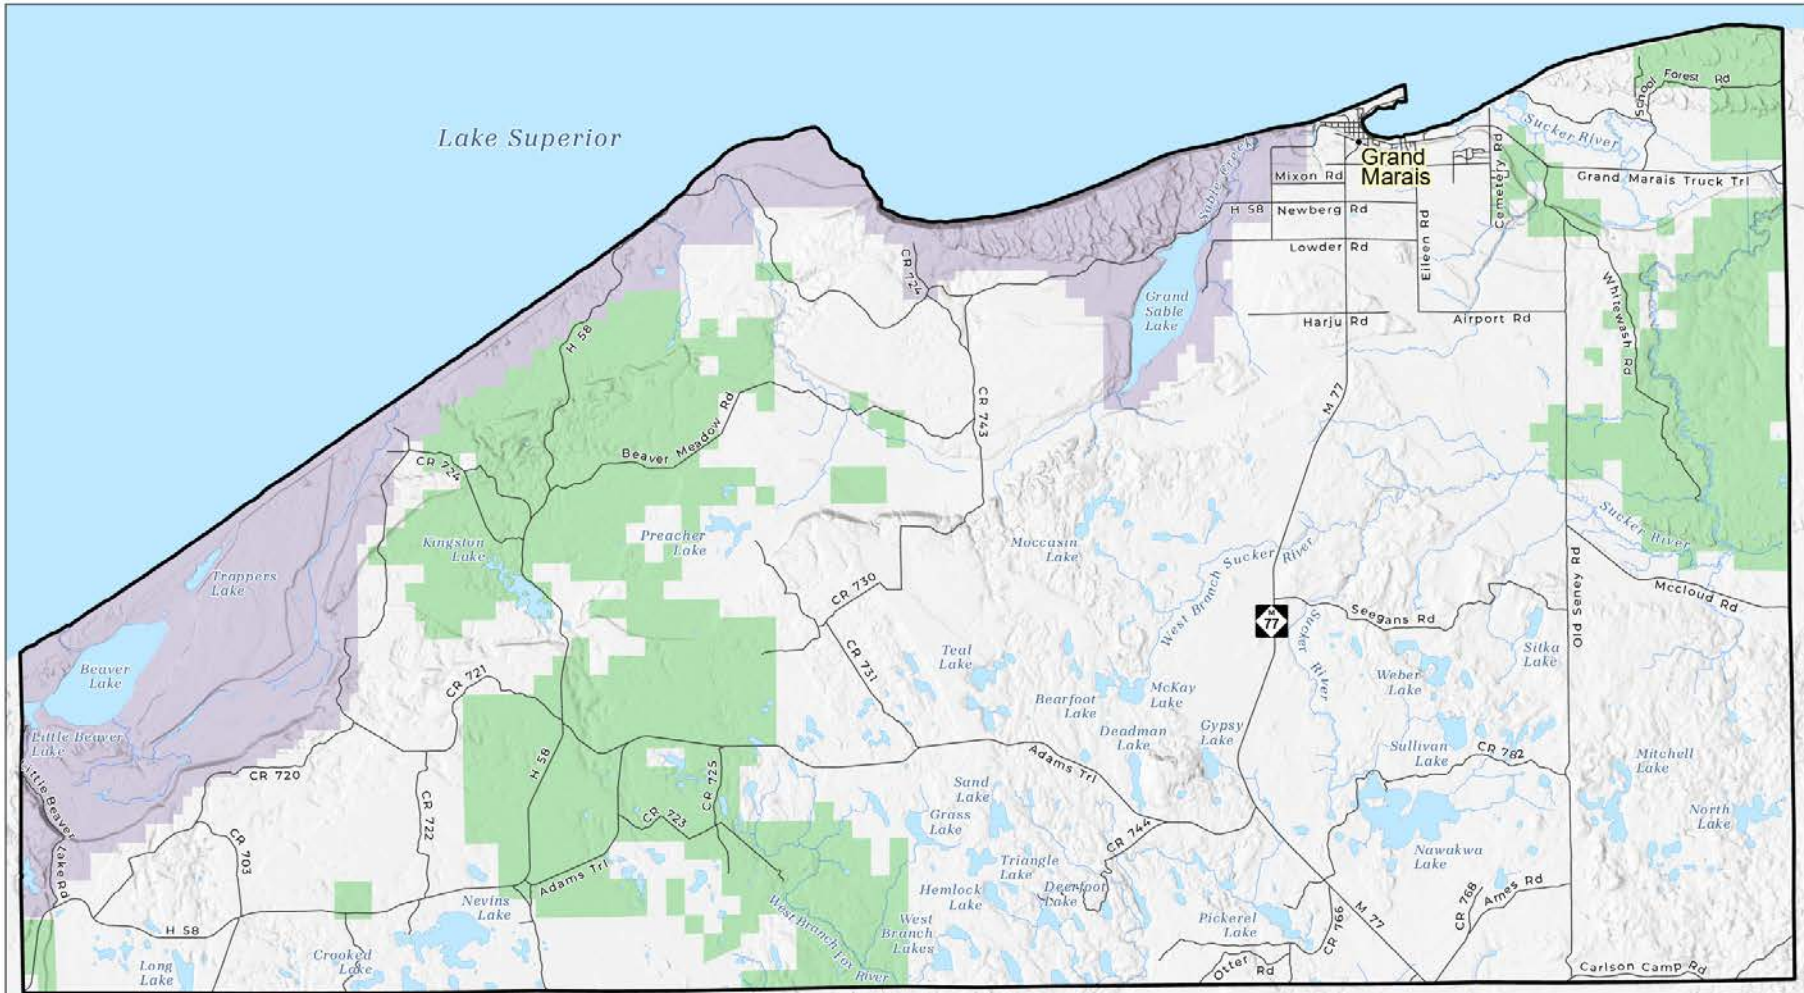 Forest Rd
School
Sucker River
Lake Superior
Sable Creek
Grand
Marais
Cemetery Rd
Mixon Rd
Grand Marais Truck Trl
H 58
Newberg Rd
Eileen Rd
Lowder Rd
CR 724
Grand
Sable
Lake
Whitewash Rd
Harju Rd
Airport Rd
H 58
M 77
CR 743
Beaver Meadow Rd
CR 724
Kingston
Lake
Preacher
Lake
Moccasin
Lake
West Branch Sucker River
Sucker River
Old Seney Rd
Mccloud Rd
Trappers
Lake
CR 730
Seegans Rd
M
77
Sucker River
Beaver
Lake
CR 721
CR 731
Teal
Lake
Sitka
Lake
Weber
Lake
McKay
Lake
Bearfoot
Lake
Gypsy
Lake
Deadman
Lake
Little Beaver
Lake
Sullivan
Lake
CR 782
Mitchell
Lake
Adams Trl
H 58
CR 720
CR 725
Sand
Lake
Little Beaver Lake Rd
CR 722
CR 723
Grass
Lake
CR 744
North
Lake
CR 703
Nawakwa
Lake
Triangle
Lake
Adams Trl
Hemlock
Lake
Deerfoot
Lake
Ames Rd
CR 768
Nevins
Lake
West Branch Fox River
West
Branch
Lakes
Pickerel
Lake
M 77
CR 766
H 58
Crooked
Lake
Long
Lake
Otter
Rd
Carlson Camp Rd